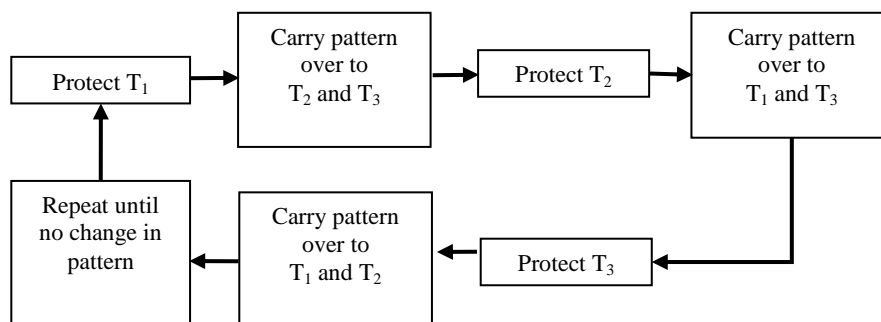 Protect T₁
Carry pattern
over to
T₂ and T₃
Protect T₂
Carry pattern
over to
T₁ and T₃
Protect T₃
Carry pattern
over to
T₁ and T₂
Repeat until
no change in
pattern